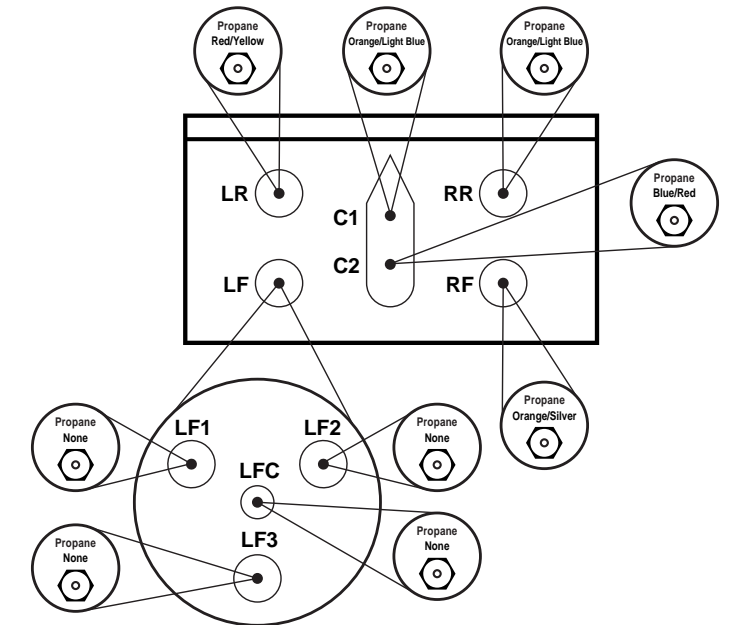 Propane
Red/Yellow
Propane
Orange/Light Blue
Propane
Orange/Light Blue
LR
C1
RR
Propane
Blue/Red
C2
LF
RF
Propane
Orange/Silver
Propane
None
LF1
LF2
Propane
None
LFC
LF3
Propane
None
Propane
None